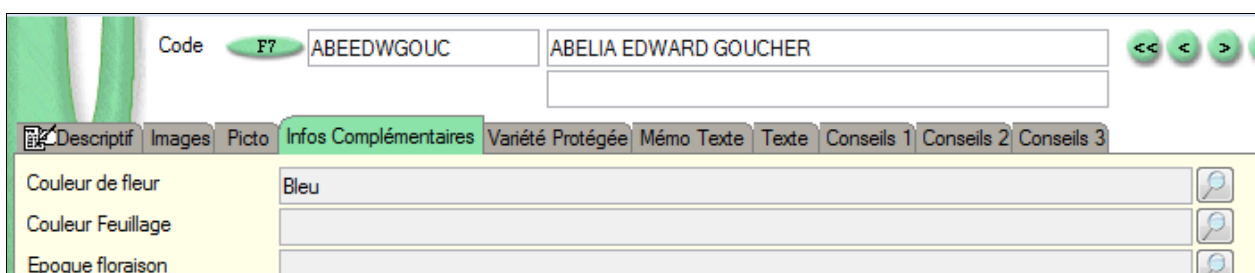 Code F7 ABEEDWGOUC ABELIA EDWARD GOUCHER << < >
Descriptif Images Picto Infos Complémentaires Variété Protégée Mémo Texte Texte Conseils 1 Conseils 2 Conseils 3
Couleur de fleur Bleu
Couleur Feuillage
Epoque floraison